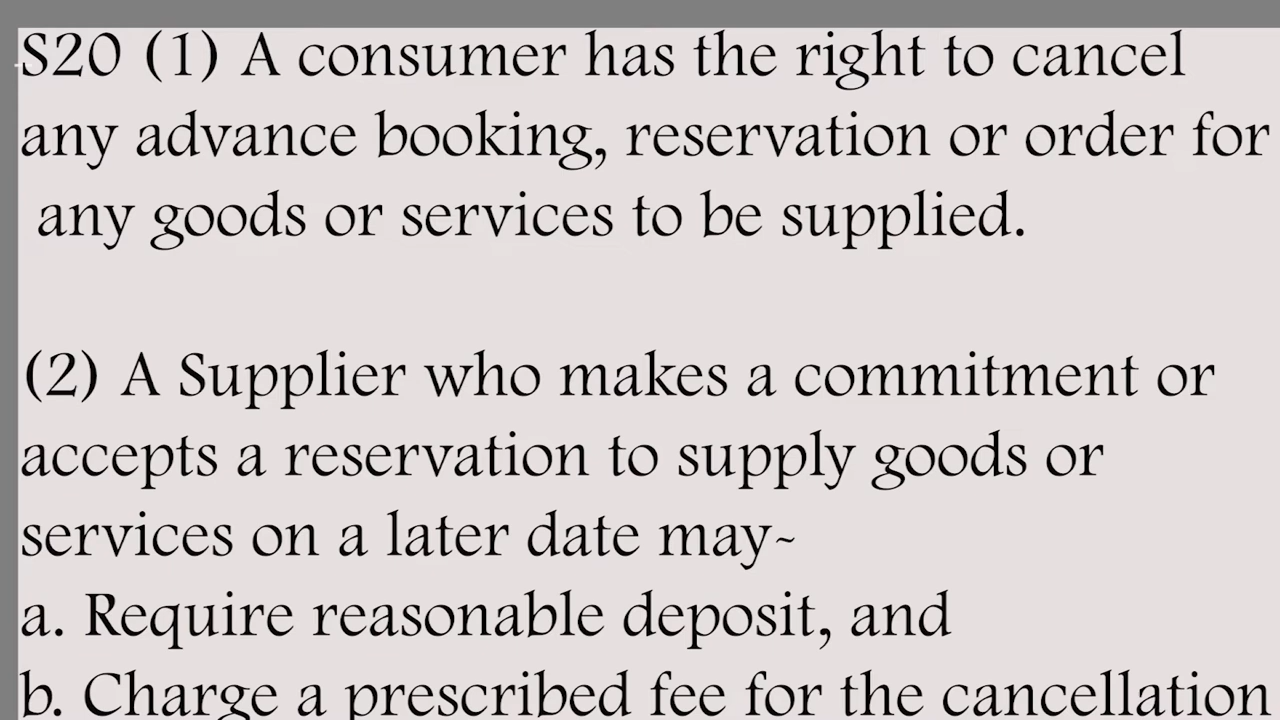 S20 (1) A consumer has the right to cancel
any advance booking, reservation or order for
any goods or services to be supplied.
(2) A Supplier who makes a commitment or
accepts a reservation to supply goods or
services on a later date may~
a. Require reasonable deposit, and
b. Charge a prescribed fee for the cancellation